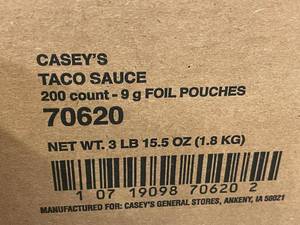 CASEY'S
TACO SAUCE
200 count - 9 g FOIL POUCHES
70620
NET WT. 3 LB 15.5 OZ (1.8 KG)
1 07 19098 70620 2
MANUFACTURED FOR: CASEY'S GENERAL STORES, ANKENY, IA 50021